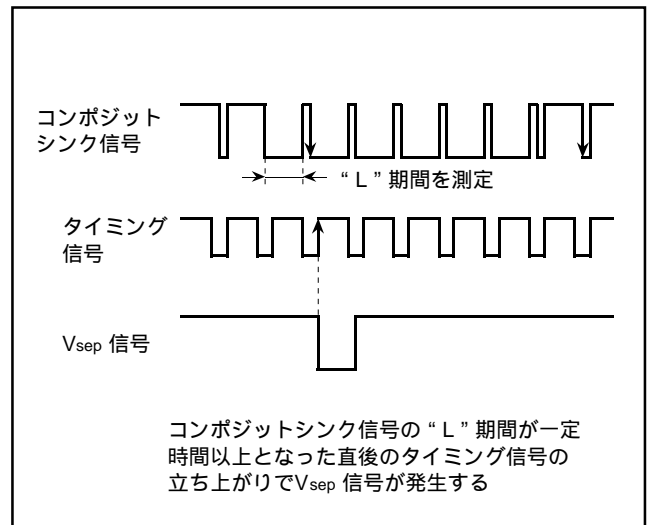 コンポジット
シンク信号
“L”期間を測定
タイミング
信号
Vsep 信号
コンポジットシンク信号の“L”期間が一定
時間以上となった直後のタイミング信号の
立ち上がりでVsep 信号が発生する